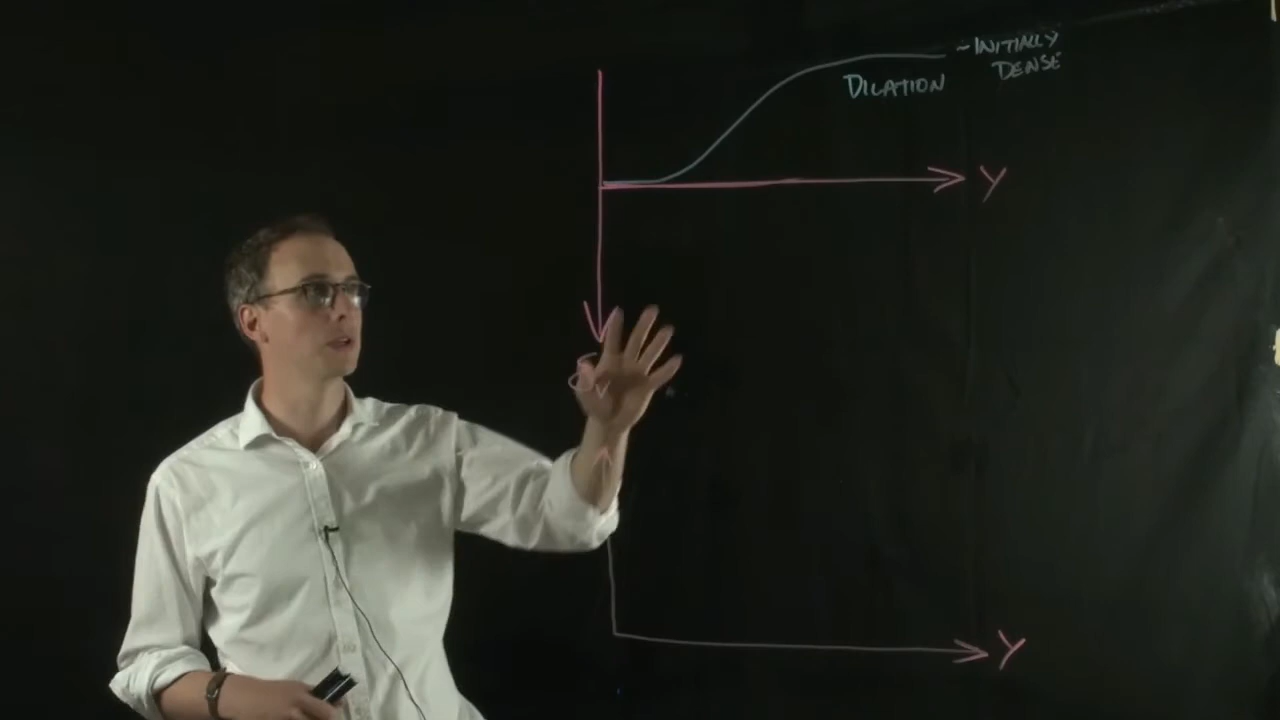 ~INITIALLY
DENSE
DILATION
γ
γ